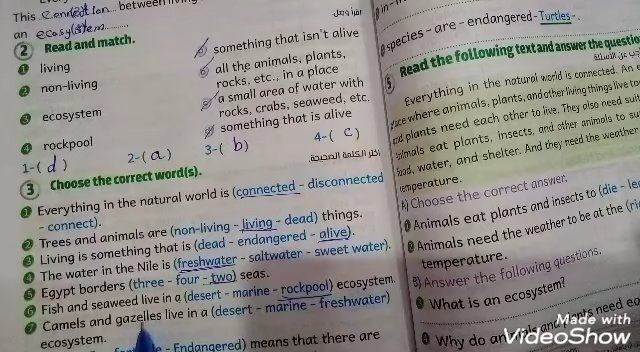 This connection between living
an ecosystem
2 Read and match. اقرأ وصل
1 living
2 non-living
3 ecosystem
4 rockpool
a something that isn't alive
b all the animals, plants,
rocks, etc., in a place
c a small area of water with
rocks, crabs, seaweed, etc.
d something that is alive
1-( d ) 2-( a ) 3-( b ) 4-( c )
3 Choose the correct word(s). اختر الكلمة الصحيحة
1 Everything in the natural world is (connected - disconnected
- connect).
2 Trees and animals are (non-living - living - dead) things.
3 Living is something that is (dead - endangered - alive).
4 The water in the Nile is (freshwater - saltwater - sweet water).
5 Egypt borders (three - four - two) seas.
6 Fish and seaweed live in a (desert - marine - rockpool) ecosystem.
7 Camels and gazelles live in a (desert - marine - freshwater)
ecosystem.
- Endangered) means that there are
species - are - endangered - Turtles - .
5 Read the following text and answer the questio
Everything in the natural world is connected. An e
place where animals, plants, and other living things live to
and plants need each other to live. They also need su
animals eat plants, insects, and other animals to su
food, water, and shelter. And they need the weather
temperature.
A) Choose the correct answer.
1 Animals eat plants and insects to (die - le
2 Animals need the weather to be at the (ri
temperature.
B) Answer the following questions.
1 What is an ecosystem?
Why do an and plants need ea
Made with
VideoShow